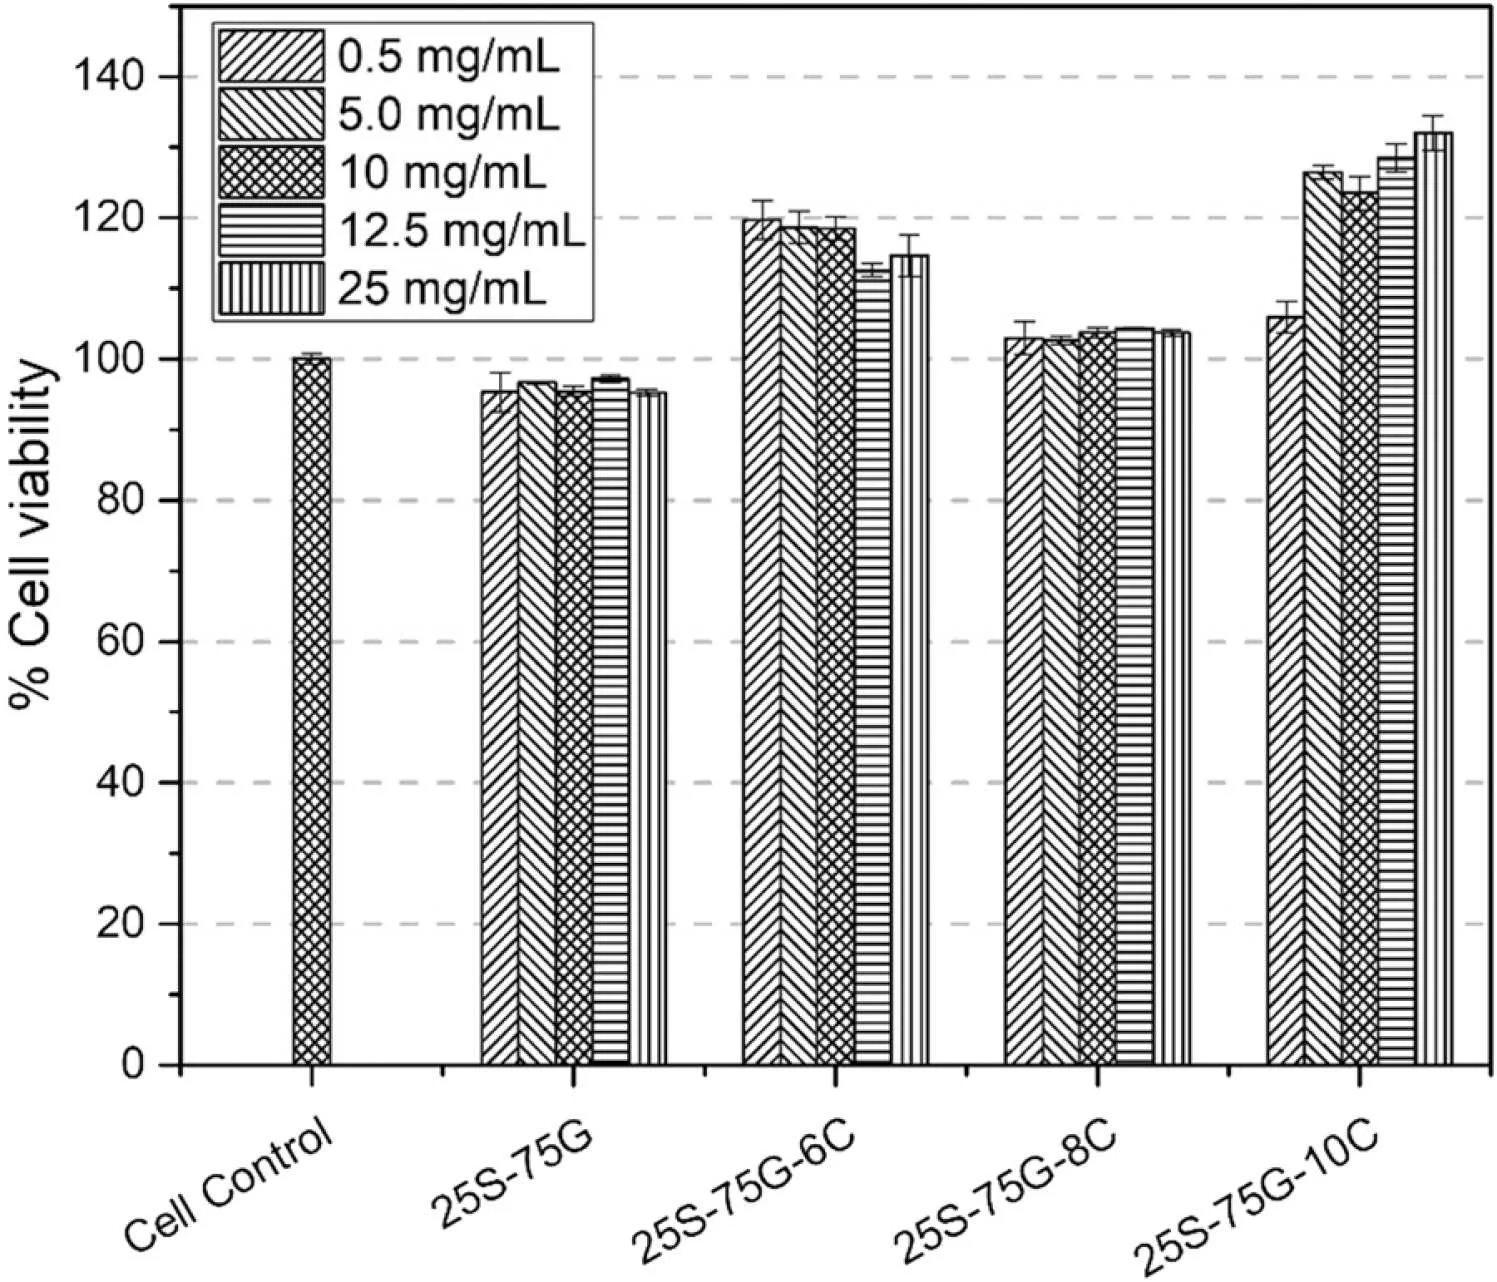 0.5 mg/mL
5.0 mg/mL
10 mg/mL
12.5 mg/mL
25 mg/mL
% Cell viability
140
120
100
80
60
40
20
0
Cell Control
25S-75G
25S-75G-6C
25S-75G-8C
25S-75G-10C